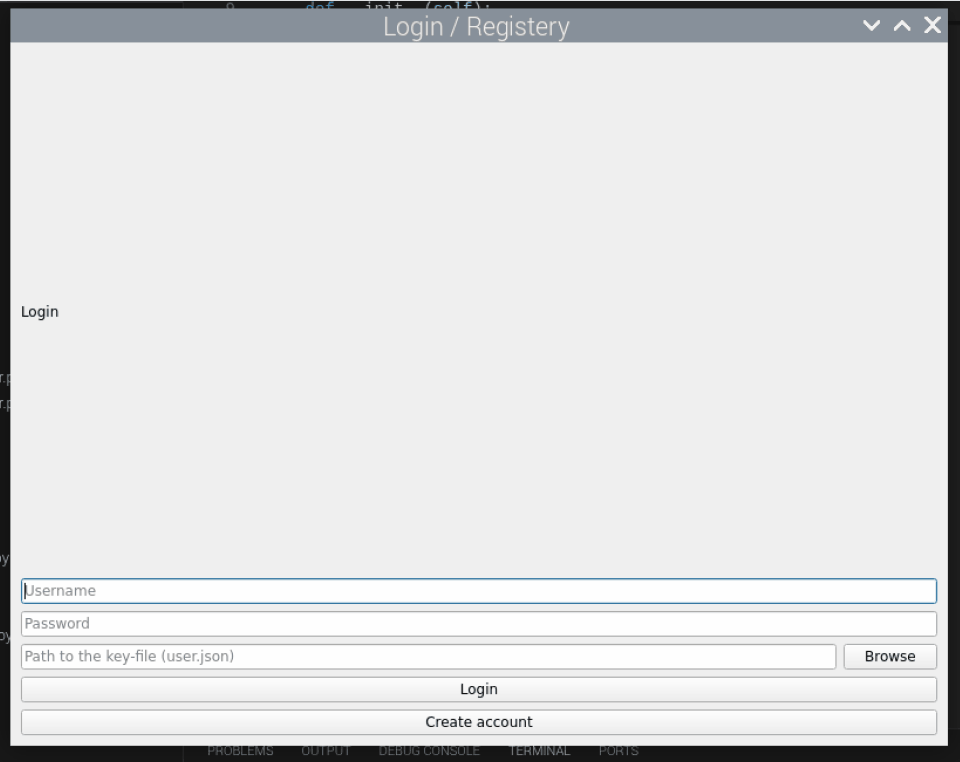 9 def __init__(self):
Login / Registery
Login
r.p
r.p
py
Username
Password
py
Path to the key-file (user.json)
Browse
Login
Create account
PROBLEMS OUTPUT DEBUG CONSOLE TERMINAL PORTS